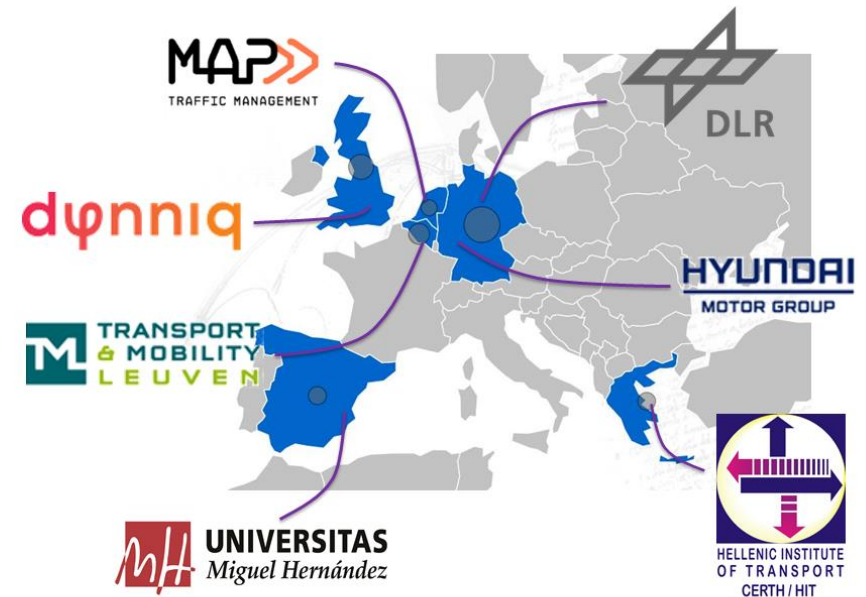 MAP
TRAFFIC MANAGEMENT
DLR
dynniq
HYUNDAI
MOTOR GROUP
TML
TRANSPORT
& MOBILITY
LEUVEN
UNIVERSITAS
Miguel Hernández
HELLENIC INSTITUTE
OF TRANSPORT
CERTH / HIT